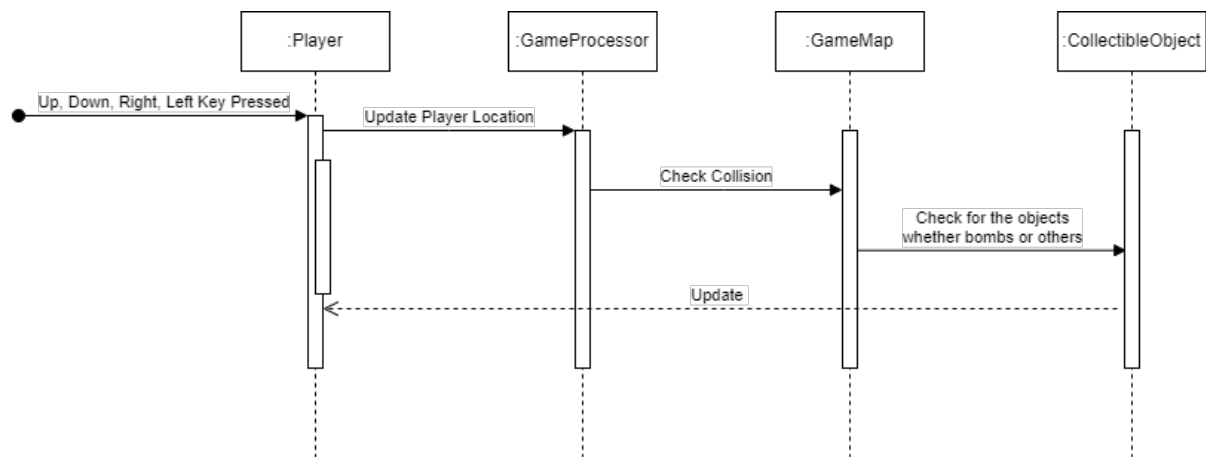 :Player
:GameProcessor
:GameMap
:CollectibleObject
Up, Down, Right, Left Key Pressed
Update Player Location
Check Collision
Check for the objects
whether bombs or others
Update